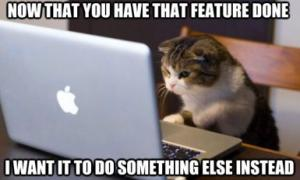 NOW THAT YOU HAVE THAT FEATURE DONE
I WANT IT TO DO SOMETHING ELSE INSTEAD